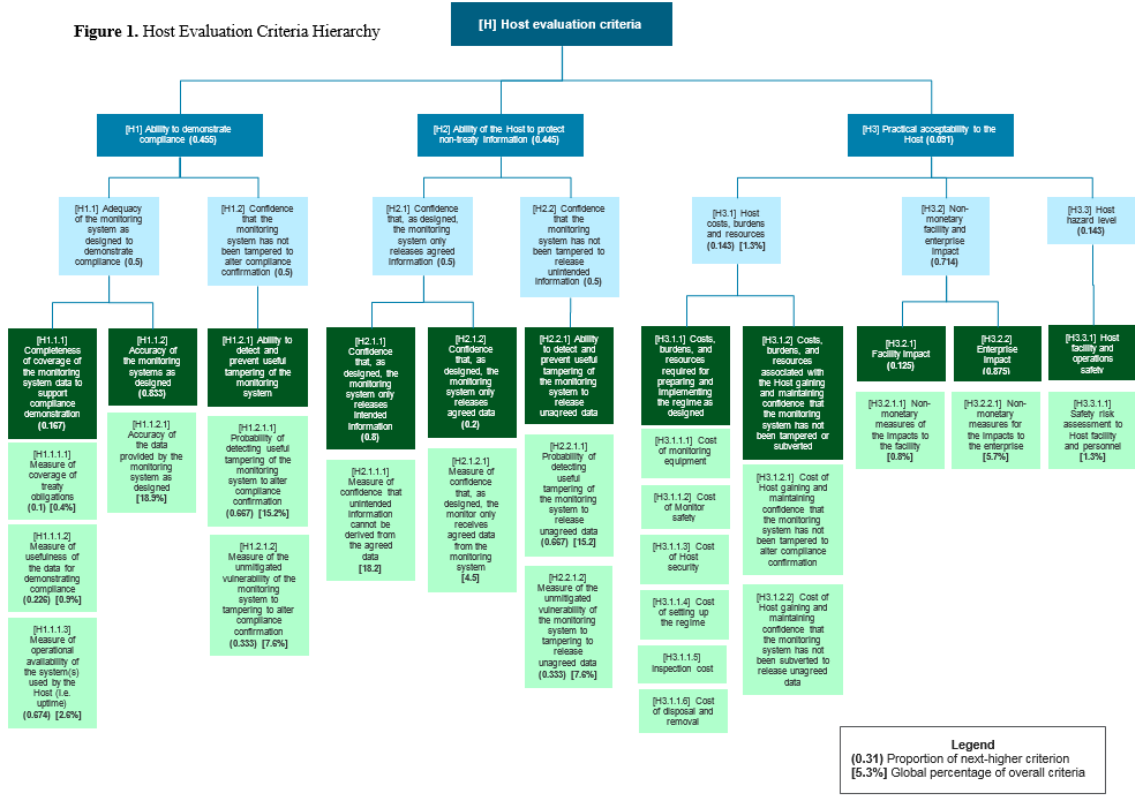 Figure 1. Host Evaluation Criteria Hierarchy
[H] Host evaluation criteria
[H1] Ability to demonstrate
compliance (0.455)
[H2] Ability of the Host to protect
non-treaty information (0.445)
[H3] Practical acceptability to the
Host (0.091)
[H1.1] Adequacy
of the monitoring
system as
designed to
demonstrate
compliance (0.5)
[H1.2] Confidence
that the
monitoring
system has not
been tampered to
alter compliance
confirmation (0.5)
[H2.1] Confidence
that, as designed,
the monitoring
system only
releases agreed
information (0.5)
[H2.2] Confidence
that the
monitoring
system has not
been tampered to
release
unintended
information (0.5)
[H3.1] Host
costs, burdens
and resources
(0.143) [1.3%]
[H3.2] Non-
monetary
facility and
enterprise
impact
(0.714)
[H3.3] Host
hazard level
(0.143)
[H1.1.1]
Completeness
of coverage of
the monitoring
system data to
support
compliance
demonstration
(0.167)
[H1.1.1.1]
Measure of
coverage of
treaty
obligations
(0.1) [0.4%]
[H1.1.1.2]
Measure of
usefulness of
the data for
demonstrating
compliance
(0.226) [0.9%]
[H1.1.1.3]
Measure of
operational
availability of
the system(s)
used by the
Host (i.e.
uptime)
(0.674) [2.6%]
[H1.1.2]
Accuracy of
the monitoring
systems as
designed
(0.833)
[H1.1.2.1]
Accuracy of
the data
provided by the
monitoring
system as
designed
[18.9%]
[H1.2.1] Ability to
detect and
prevent useful
tampering of the
monitoring
system
[H1.2.1.1]
Probability of
detecting useful
tampering of the
monitoring
system to alter
compliance
confirmation
(0.667) [15.2%]
[H1.2.1.2]
Measure of the
unmitigated
vulnerability of the
monitoring
system to
tampering to alter
compliance
confirmation
(0.333) [7.6%]
[H2.1.1]
Confidence
that, as
designed, the
monitoring
system only
releases
intended
information
(0.8)
[H2.1.1.1]
Measure of
confidence that
unintended
information
cannot be
derived from
the agreed
data
[18.2]
[H2.1.2]
Confidence
that, as
designed, the
monitoring
system only
releases
agreed data
(0.2)
[H2.1.2.1]
Measure of
confidence
that, as
designed, the
monitor only
receives
agreed data
from the
monitoring
system
[4.5]
[H2.2.1] Ability
to detect and
prevent useful
tampering of
the monitoring
system to
release
unagreed data
[H2.2.1.1]
Probability of
detecting
useful
tampering of
the monitoring
system to
release
unagreed data
(0.667) [15.2]
[H2.2.1.2]
Measure of the
unmitigated
vulnerability of
the monitoring
system to
tampering to
release
unagreed data
(0.333) [7.6%]
[H3.1.1] Costs,
burdens, and
resources
required for
preparing and
implementing
the regime as
designed
[H3.1.1.1] Cost
of monitoring
equipment
[H3.1.1.2] Cost
of Monitor
safety
[H3.1.1.3]
Cost of Host
security
[H3.1.1.4] Cost
of setting up
the regime
[H3.1.1.5]
Inspection cost
[H3.1.1.6] Cost
of disposal and
removal
[H3.1.2] Costs,
burdens, and
resources
associated with
the Host gaining
and maintaining
confidence that
the monitoring
system has not
been tampered or
subverted
[H3.1.2.1] Cost of
Host gaining and
maintaining
confidence that
the monitoring
system has not
been tampered to
alter compliance
confirmation
[H3.1.2.2] Cost of
Host gaining and
maintaining
confidence that
the monitoring
system has not
been subverted to
release unagreed
data
[H3.2.1]
Facility impact
(0.125)
[H3.2.1.1] Non-
monetary
measures of
the impacts to
the facility
[0.8%]
[H3.2.2]
Enterprise
impact
(0.875)
[H3.2.2.1] Non-
monetary
measures for
the impacts to
the enterprise
[5.7%]
[H3.3.1] Host
facility and
operations
safety
[H3.3.1.1]
Safety risk
assessment to
Host facility
and personnel
[1.3%]
Legend
(0.31) Proportion of next-higher criterion
[5.3%] Global percentage of overall criteria